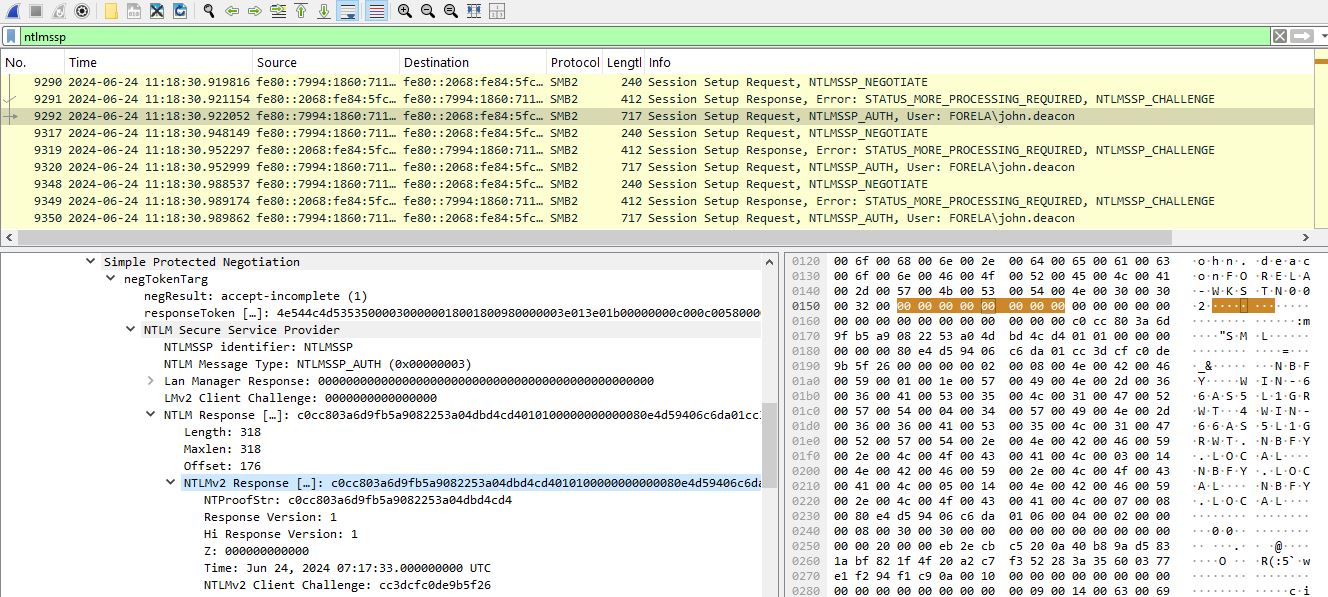 ntlmssp
No. Time Source Destination Protocol Lengtl Info
9290 2024-06-24 11:18:30.919816 fe80::7994:1860:711… fe80::2068:fe84:5fc… SMB2 240 Session Setup Request, NTLMSSP_NEGOTIATE
9291 2024-06-24 11:18:30.921154 fe80::2068:fe84:5fc… fe80::7994:1860:711… SMB2 412 Session Setup Response, Error: STATUS_MORE_PROCESSING_REQUIRED, NTLMSSP_CHALLENGE
9292 2024-06-24 11:18:30.922052 fe80::7994:1860:711… fe80::2068:fe84:5fc… SMB2 717 Session Setup Request, NTLMSSP_AUTH, User: FORELA\john.deacon
9317 2024-06-24 11:18:30.948149 fe80::7994:1860:711… fe80::2068:fe84:5fc… SMB2 240 Session Setup Request, NTLMSSP_NEGOTIATE
9319 2024-06-24 11:18:30.952297 fe80::2068:fe84:5fc… fe80::7994:1860:711… SMB2 412 Session Setup Response, Error: STATUS_MORE_PROCESSING_REQUIRED, NTLMSSP_CHALLENGE
9320 2024-06-24 11:18:30.952999 fe80::7994:1860:711… fe80::2068:fe84:5fc… SMB2 717 Session Setup Request, NTLMSSP_AUTH, User: FORELA\john.deacon
9348 2024-06-24 11:18:30.988537 fe80::7994:1860:711… fe80::2068:fe84:5fc… SMB2 240 Session Setup Request, NTLMSSP_NEGOTIATE
9349 2024-06-24 11:18:30.989174 fe80::2068:fe84:5fc… fe80::7994:1860:711… SMB2 412 Session Setup Response, Error: STATUS_MORE_PROCESSING_REQUIRED, NTLMSSP_CHALLENGE
9350 2024-06-24 11:18:30.989862 fe80::7994:1860:711… fe80::2068:fe84:5fc… SMB2 717 Session Setup Request, NTLMSSP_AUTH, User: FORELA\john.deacon
Simple Protected Negotiation
negTokenTarg
negResult: accept-incomplete (1)
responseToken […]: 4e544c4d53535000030000001800180098000003e013e01b0000000c000c0058000
NTLM Secure Service Provider
NTLMSSP identifier: NTLMSSP
NTLM Message Type: NTLMSSP_AUTH (0x00000003)
Lan Manager Response: 000000000000000000000000000000000000000000000000
LMv2 Client Challenge: 0000000000000000
NTLM Response […]: c0cc803a6d9fb5a9082253a04dbd4cd4010100000000000080e4d59406c6da01cc3
Length: 318
Maxlen: 318
Offset: 176
NTLMv2 Response […]: c0cc803a6d9fb5a9082253a04dbd4cd4010100000000000080e4d59406c6da
NTProofStr: c0cc803a6d9fb5a9082253a04dbd4cd4
Response Version: 1
Hi Response Version: 1
Z: 000000000000
Time: Jun 24, 2024 07:17:33.000000000 UTC
NTLMv2 Client Challenge: cc3dcfc0de9b5f26
0120 00 6f 00 68 00 6e 00 2e 00 64 00 65 00 61 00 63 ·o·h·n·.·d·e·a·c
0130 00 6f 00 6e 00 46 00 4f 00 52 00 45 00 4c 00 41 ·o·n·F·O·R·E·L·A
0140 00 2d 00 57 00 4b 00 53 00 54 00 4e 00 30 00 30 ·-·W·K·S·T·N·0·0
0150 00 32 00 00 00 00 00 00 00 00 00 00 00 00 00 00 ·2··············
0160 00 00 00 00 00 00 00 00 00 00 00 00 c0 cc 80 3a 6d
0170 9f b5 a9 08 22 53 a0 4d bd 4c d4 01 01 00 00 00
0180 00 00 00 80 e4 d5 94 06 c6 da 01 cc 3d cf c0 de
0190 9b 5f 26 00 00 00 00 02 00 08 00 4e 00 42 00 46
01a0 00 59 00 01 00 1e 00 57 00 49 00 4e 00 2d 00 36
01b0 00 36 00 41 00 53 00 35 00 4c 00 31 00 47 00 52
01c0 00 57 00 54 00 04 00 34 00 57 00 49 00 4e 00 2d
01d0 00 36 00 36 00 41 00 53 00 35 00 4c 00 31 00 47
01e0 00 52 00 57 00 54 00 2e 00 4e 00 42 00 46 00 59
01f0 00 2e 00 4c 00 4f 00 43 00 41 00 4c 00 03 00 14
0200 00 4e 00 42 00 46 00 59 00 2e 00 4c 00 4f 00 43
0210 00 41 00 4c 00 05 00 14 00 4e 00 42 00 46 00 59
0220 00 2e 00 4c 00 4f 00 43 00 41 00 4c 00 07 00 08
0230 00 80 e4 d5 94 06 c6 da 01 06 00 04 00 02 00 00
0240 00 08 00 30 00 30 00 00 00 00 00 00 00 00 00 00
0250 00 00 20 00 00 eb 2e cb c5 20 0a 40 b8 9a d5 83
0260 1a bf 82 1f 4f 20 a2 c7 f3 52 28 3a 35 60 03 77
0270 e1 f2 94 f1 c9 0a 00 10 00 00 00 00 00 00 00 00
0280 00 00 00 00 00 00 00 00 00 09 00 14 00 63 00 69